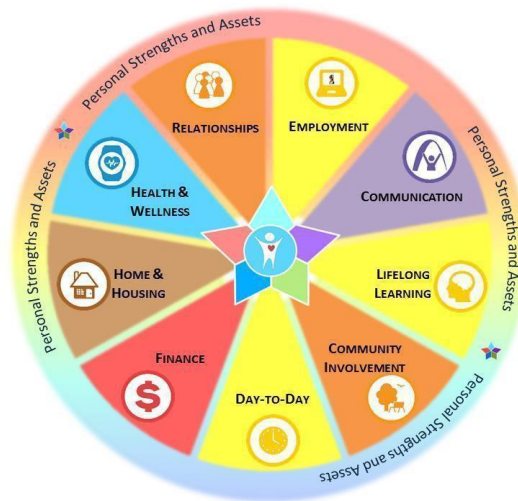 Personal Strengths and Assets
RELATIONSHIPS
EMPLOYMENT
COMMUNICATION
LIFELONG
LEARNING
COMMUNITY
INVOLVEMENT
DAY-TO-DAY
FINANCE
HOME &
HOUSING
HEALTH &
WELLNESS
Personal Strengths and Assets
Personal Strengths and Assets
Personal Strengths and Assets